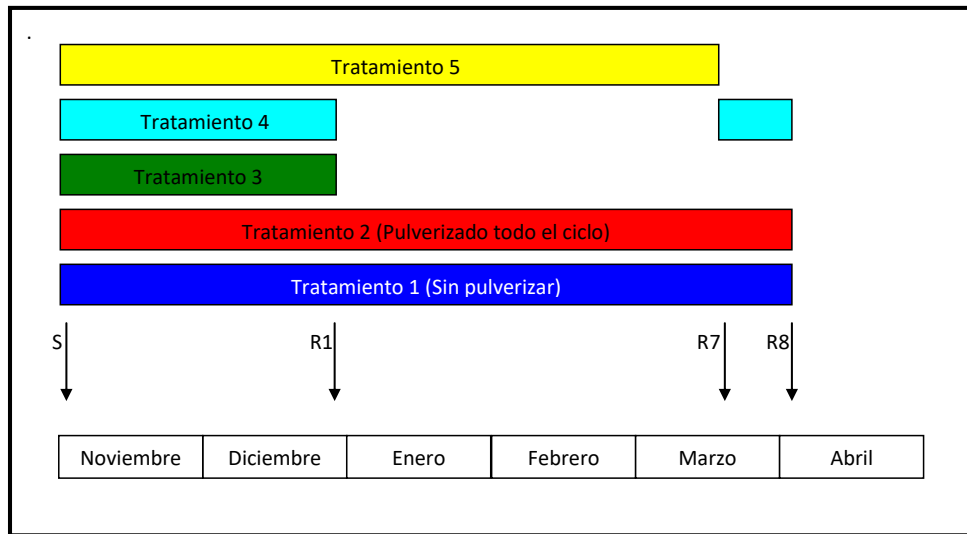 .
Tratamiento 5
Tratamiento 4
Tratamiento 3
Tratamiento 2 (Pulverizado todo el ciclo)
Tratamiento 1 (Sin pulverizar)
S R1 R7 R8
Noviembre Diciembre Enero Febrero Marzo Abril